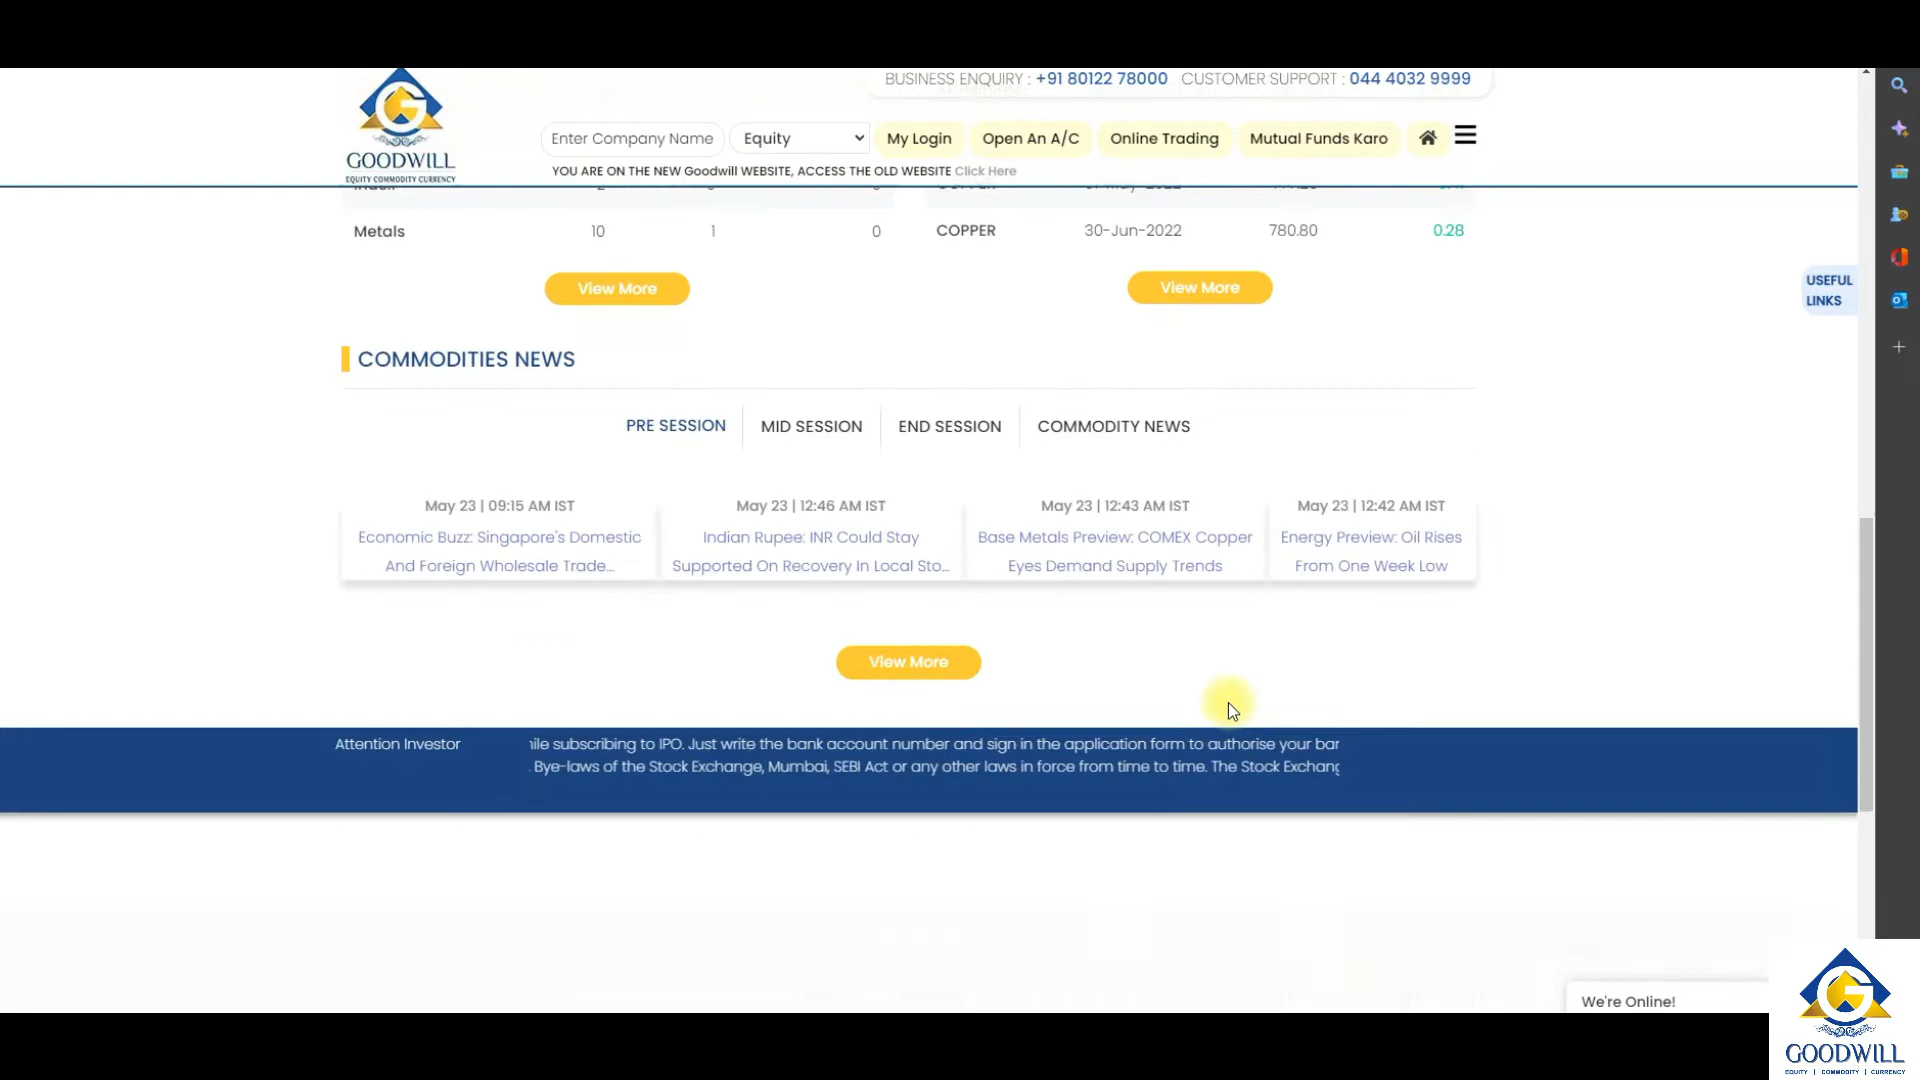 BUSINESS ENQUIRY : +91 80122 78000 CUSTOMER SUPPORT : 044 4032 9999
GOODWILL
EQUITY COMMODITY CURRENCY
Enter Company Name Equity My Login Open An A/C Online Trading Mutual Funds Karo
YOU ARE ON THE NEW Goodwill WEBSITE, ACCESS THE OLD WEBSITE Click Here
Metals 10 1 0
COPPER 30-Jun-2022 780.80 0.28
View More View More
USEFUL
LINKS
COMMODITIES NEWS
PRE SESSION MID SESSION END SESSION COMMODITY NEWS
May 23 | 09:15 AM IST
Economic Buzz: Singapore's Domestic
And Foreign Wholesale Trade...
May 23 | 12:46 AM IST
Indian Rupee: INR Could Stay
Supported On Recovery In Local Sto...
May 23 | 12:43 AM IST
Base Metals Preview: COMEX Copper
Eyes Demand Supply Trends
May 23 | 12:42 AM IST
Energy Preview: Oil Rises
From One Week Low
View More
Attention Investor
subscribing to IPO. Just write the bank account number and sign in the application form to authorise your
. Bye-laws of the Stock Exchange, Mumbai, SEBI Act or any other laws in force from time to time. The Stock
We're Online!
GOODWILL
EQUITY | COMMODITY | CURRENCY